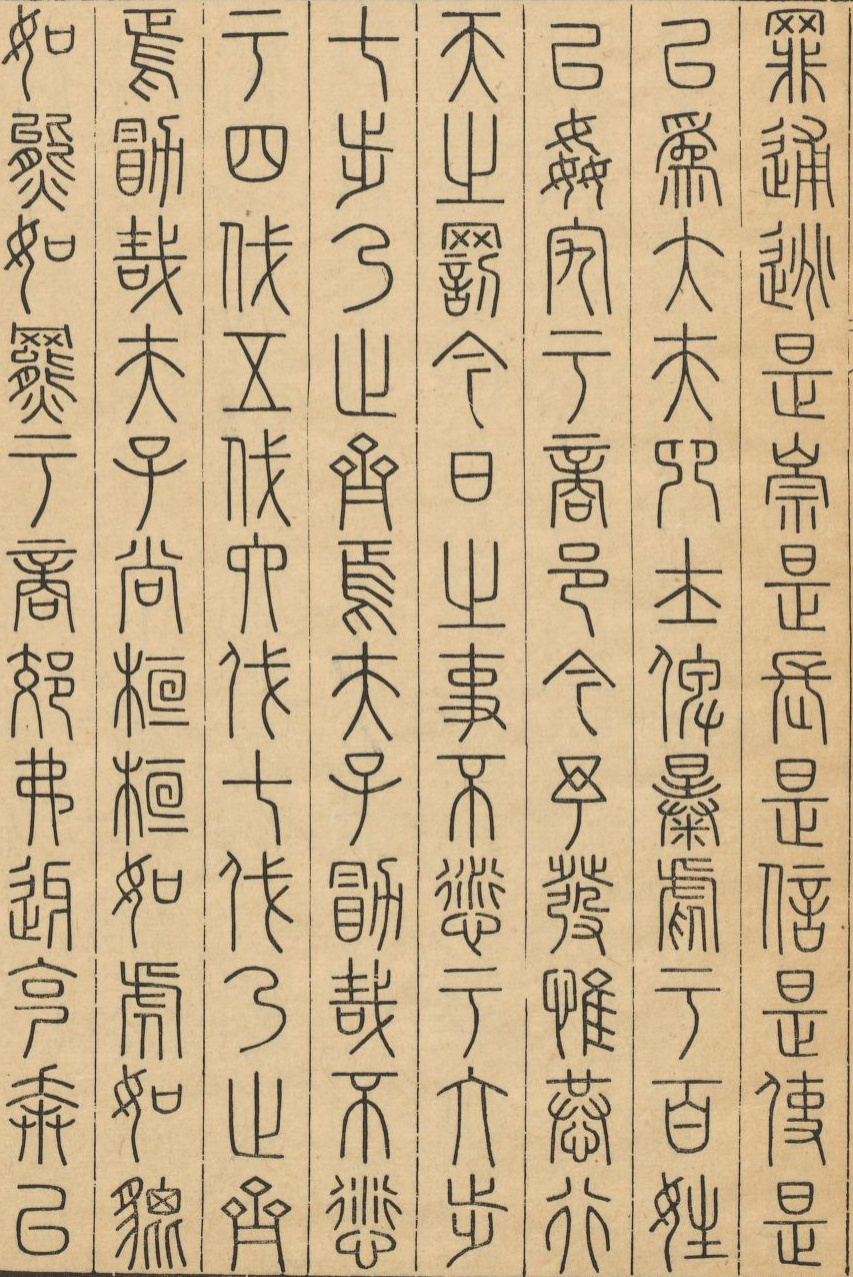 罪逋逃是崇是長是信是使是
以爲大夫卿士俾暴虐于百姓
以姦宄于商邑今予發惟恭行
天之罰今日之事不愆于六步
七步乃止齊焉夫子勖哉不愆
于四伐五伐六伐七伐乃止齊
焉勖哉夫子尚桓桓如虎如貔
如熊如羆于商郊弗迓克奔以